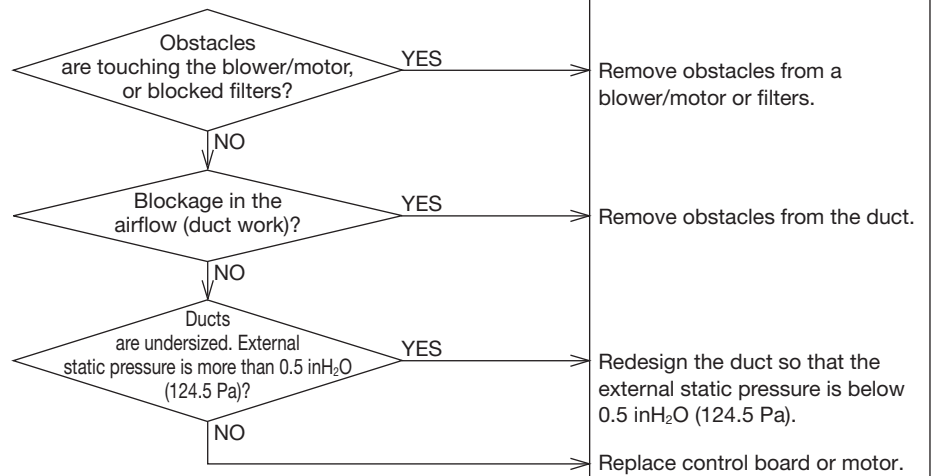 Obstacles
are touching the blower/motor,
or blocked filters?
YES
Remove obstacles from a
blower/motor or filters.
NO
Blockage in the
airflow (duct work)?
YES
Remove obstacles from the duct.
NO
Ducts
are undersized. External
static pressure is more than 0.5 inH₂O
(124.5 Pa)?
YES
Redesign the duct so that the
external static pressure is below
0.5 inH₂O (124.5 Pa).
NO
Replace control board or motor.